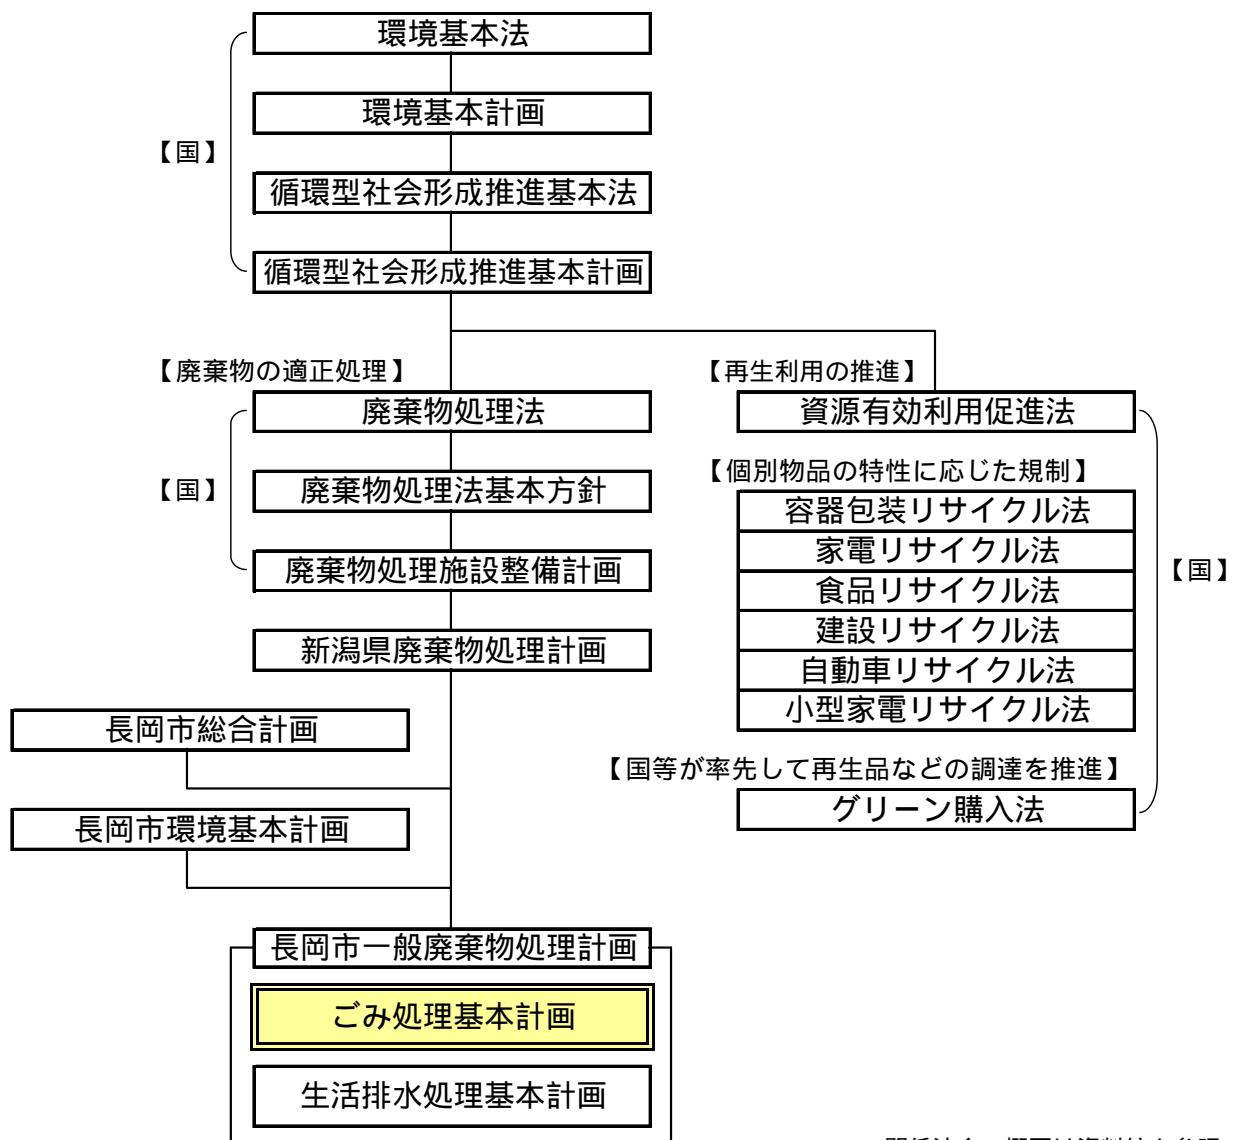 環境基本法
環境基本計画
【国】
循環型社会形成推進基本法
循環型社会形成推進基本計画
【廃棄物の適正処理】
【再生利用の推進】
廃棄物処理法
資源有効利用促進法
【個別物品の特性に応じた規制】
【国】
廃棄物処理法基本方針
容器包装リサイクル法
家電リサイクル法
廃棄物処理施設整備計画
【国】
食品リサイクル法
建設リサイクル法
新潟県廃棄物処理計画
自動車リサイクル法
小型家電リサイクル法
長岡市総合計画
【国等が率先して再生品などの調達を推進】
グリーン購入法
長岡市環境基本計画
長岡市一般廃棄物処理計画
ごみ処理基本計画
生活排水処理基本計画